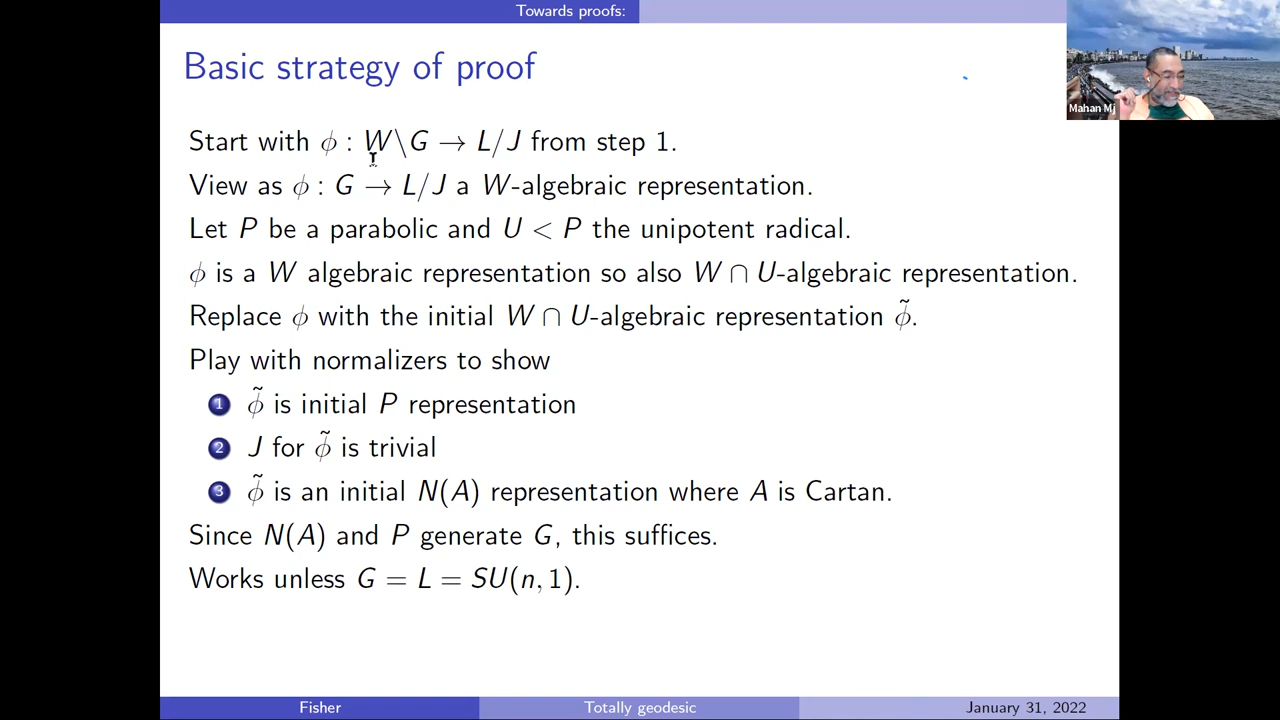 Towards proofs:
Basic strategy of proof
Mahan Mj
Start with ϕ : W\G → L/J from step 1.
View as ϕ : G → L/J a W-algebraic representation.
Let P be a parabolic and U < P the unipotent radical.
ϕ is a W algebraic representation so also W ∩ U-algebraic representation.
Replace ϕ with the initial W ∩ U-algebraic representation ϕ̃.
Play with normalizers to show
1 ϕ̃ is initial P representation
2 J for ϕ̃ is trivial
3 ϕ̃ is an initial N(A) representation where A is Cartan.
Since N(A) and P generate G, this suffices.
Works unless G = L = SU(n, 1).
Fisher
Totally geodesic
January 31, 2022